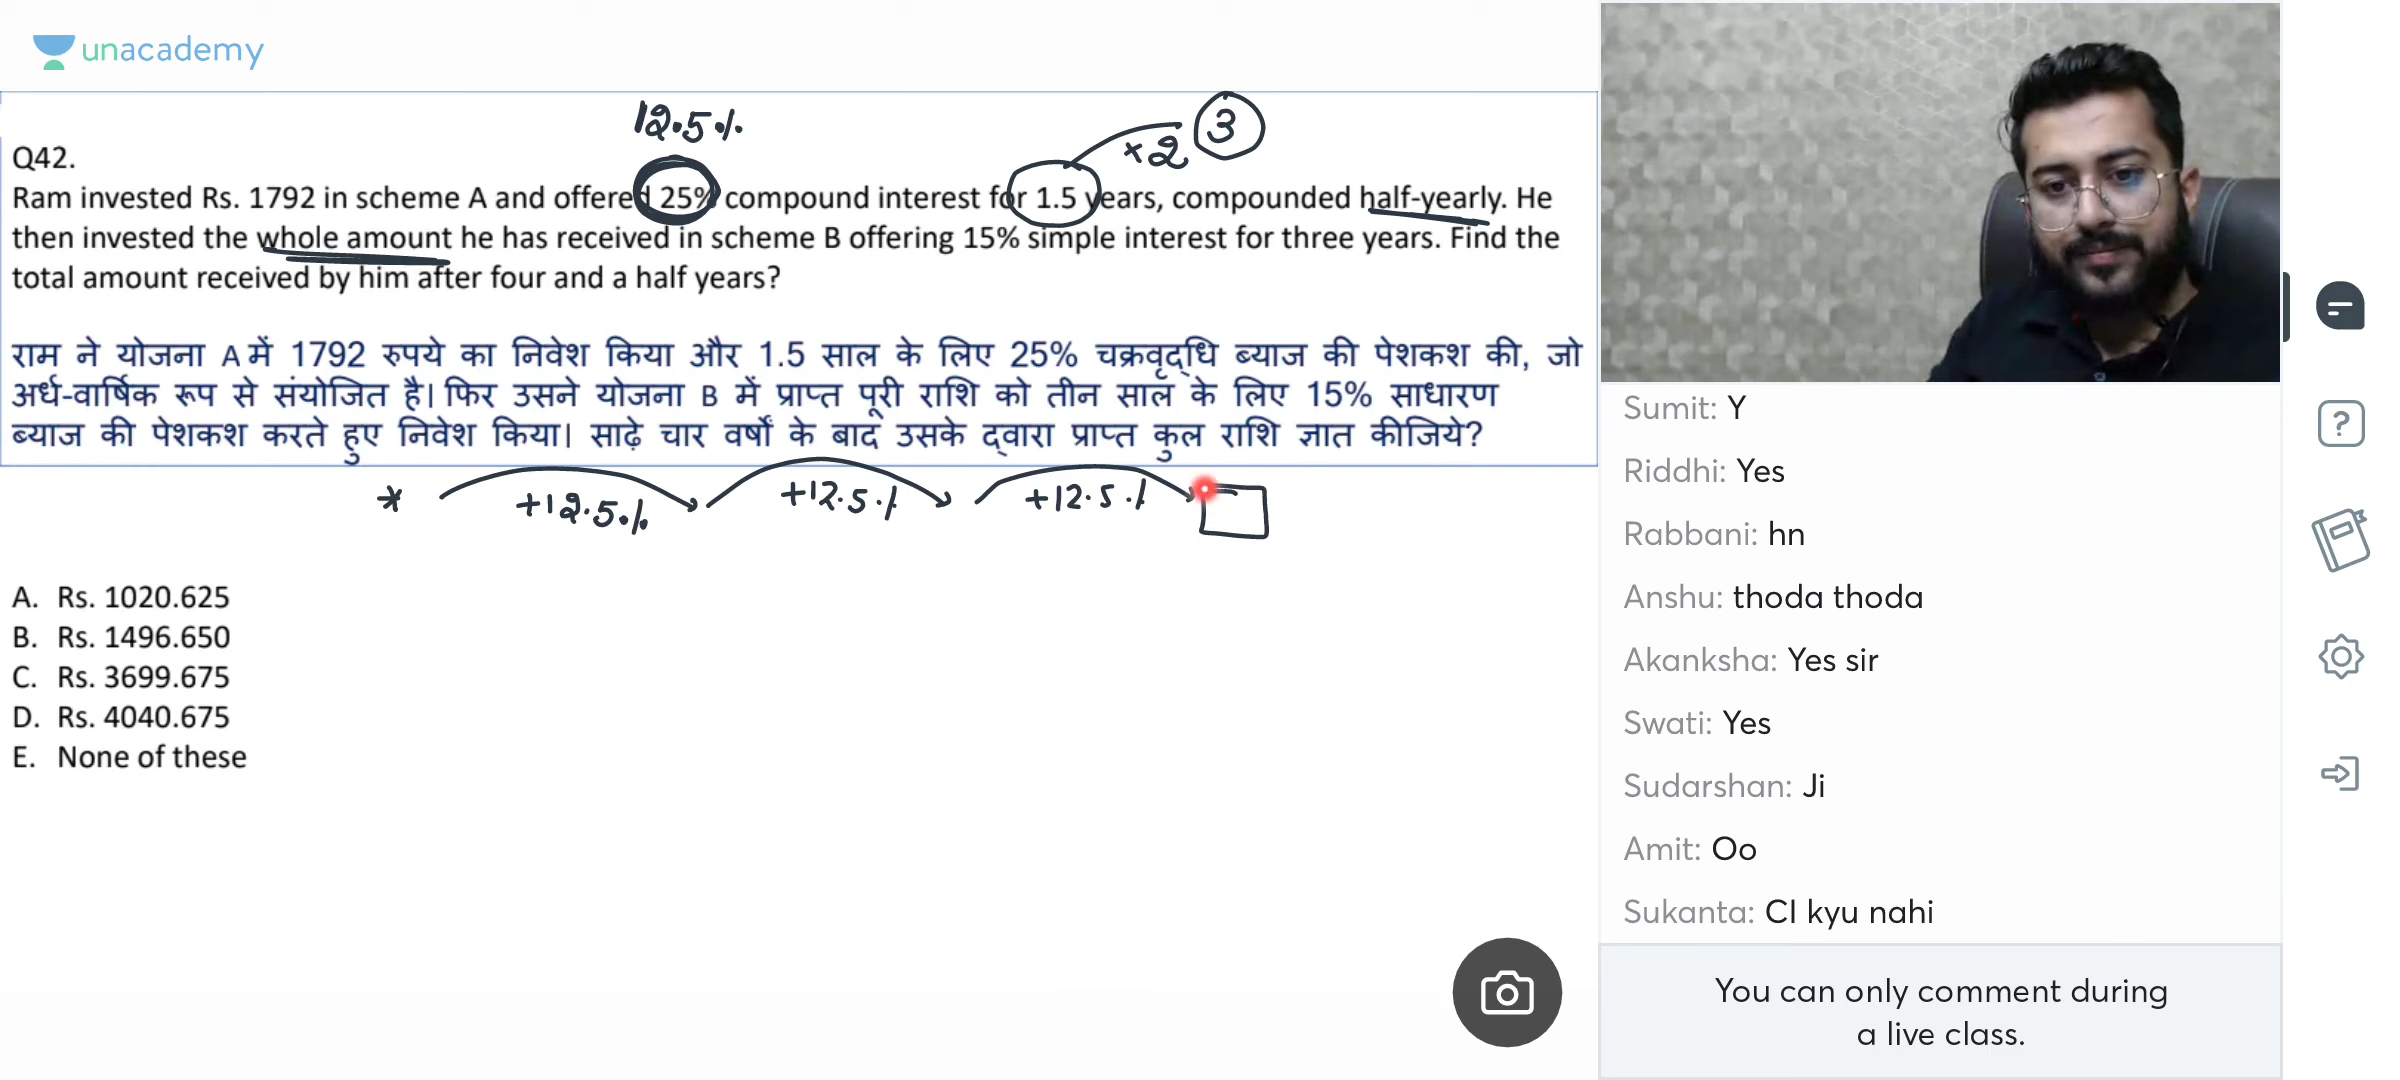 unacademy
12.5%
×2 3
Q42.
Ram invested Rs. 1792 in scheme A and offered 25% compound interest for 1.5 years, compounded half-yearly. He
then invested the whole amount he has received in scheme B offering 15% simple interest for three years. Find the
total amount received by him after four and a half years?
राम ने योजना A में 1792 रुपये का निवेश किया और 1.5 साल के लिए 25% चक्रवृद्धि ब्याज की पेशकश की, जो
अर्ध-वार्षिक रूप से संयोजित है। फिर उसने योजना B में प्राप्त पूरी राशि को तीन साल के लिए 15% साधारण
ब्याज की पेशकश करते हुए निवेश किया। साढ़े चार वर्षों के बाद उसके द्वारा प्राप्त कुल राशि ज्ञात कीजिये?
* +12.5% +12.5% +12.5%
A. Rs. 1020.625
B. Rs. 1496.650
C. Rs. 3699.675
D. Rs. 4040.675
E. None of these
Sumit: Y
Riddhi: Yes
Rabbani: hn
Anshu: thoda thoda
Akanksha: Yes sir
Swati: Yes
Sudarshan: Ji
Amit: Oo
Sukanta: CI kyu nahi
You can only comment during
a live class.